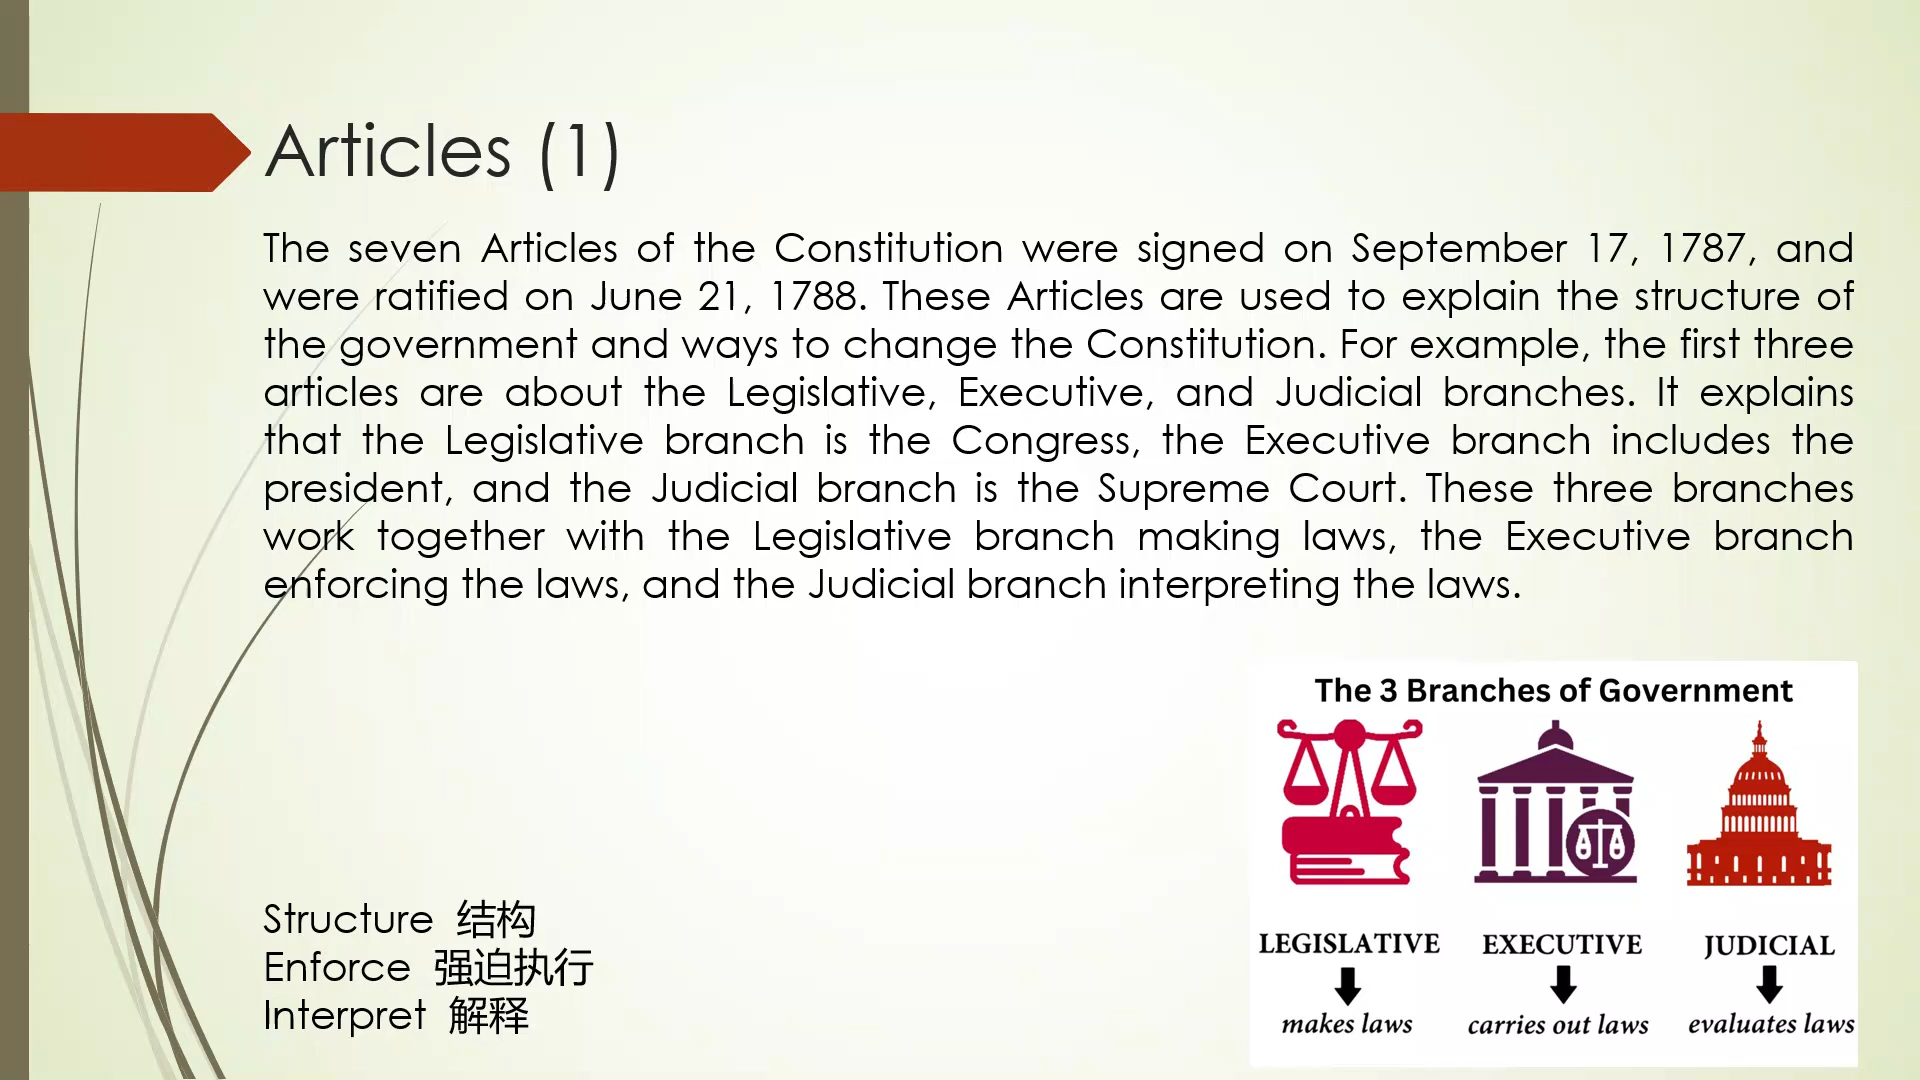 Articles (1)
The seven Articles of the Constitution were signed on September 17, 1787, and
were ratified on June 21, 1788. These Articles are used to explain the structure of
the government and ways to change the Constitution. For example, the first three
articles are about the Legislative, Executive, and Judicial branches. It explains
that the Legislative branch is the Congress, the Executive branch includes the
president, and the Judicial branch is the Supreme Court. These three branches
work together with the Legislative branch making laws, the Executive branch
enforcing the laws, and the Judicial branch interpreting the laws.
Structure 结构
Enforce 强迫执行
Interpret 解释
The 3 Branches of Government
LEGISLATIVE EXECUTIVE JUDICIAL
makes laws carries out laws evaluates laws